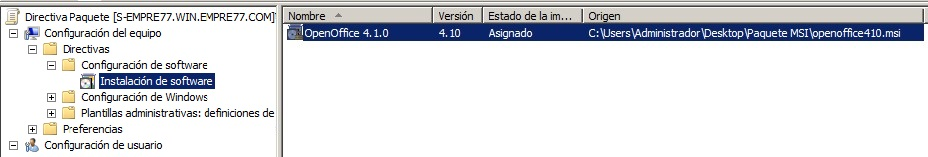 Directiva Paquete [S-EMPRE77.WIN.EMPRE77.COM]
Configuración del equipo
Directivas
Configuración de software
Instalación de software
Configuración de Windows
Plantillas administrativas: definiciones de
Preferencias
Configuración de usuario
Nombre Versión Estado de la im... Origen
OpenOffice 4.1.0 4.10 Asignado C:\Users\Administrador\Desktop\Paquete MSI\openoffice410.msi